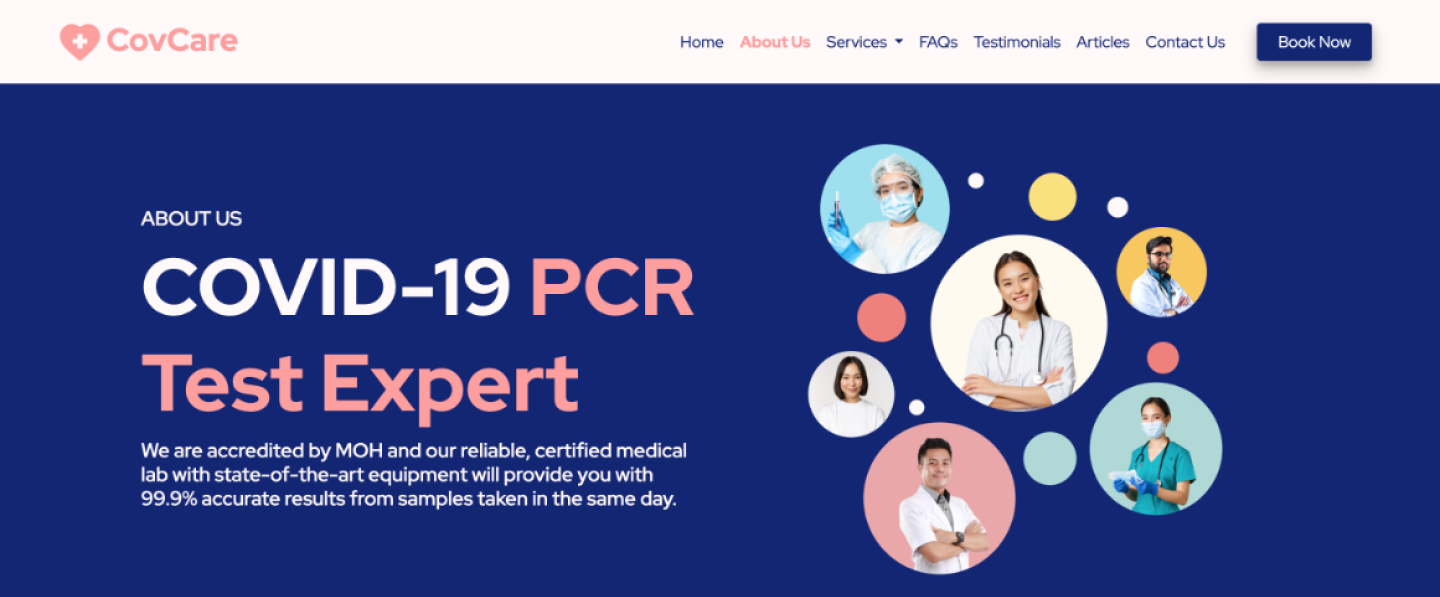 CovCare
Home About Us Services FAQs Testimonials Articles Contact Us Book Now
ABOUT US
COVID-19 PCR
Test Expert
We are accredited by MOH and our reliable, certified medical
lab with state-of-the-art equipment will provide you with
99.9% accurate results from samples taken in the same day.